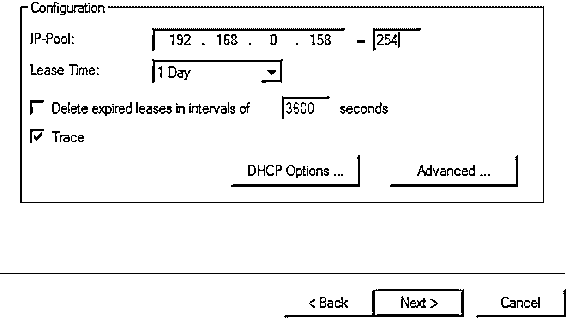 Configuration
IP-Pool: 192 . 168 . 0 . 158 - 254
Lease Time: 1 Day
Delete expired leases in intervals of 3600 seconds
Trace
DHCP Options ... Advanced ...
< Back Next > Cancel